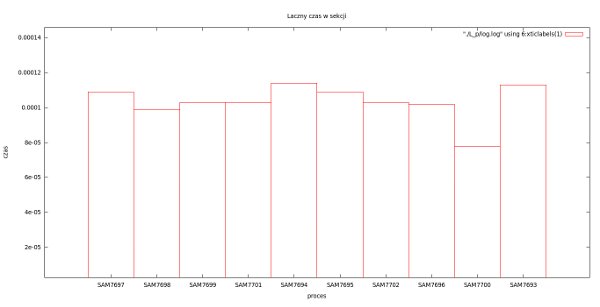 Laczny czas w sekcji
"./L_p/log.log" using 6:xticlabels(1)
0.00014
0.00012
0.0001
8e-05
6e-05
4e-05
2e-05
czas
SAM7697 SAM7698 SAM7699 SAM7701 SAM7694 SAM7695 SAM7702 SAM7696 SAM7700 SAM7693
proces